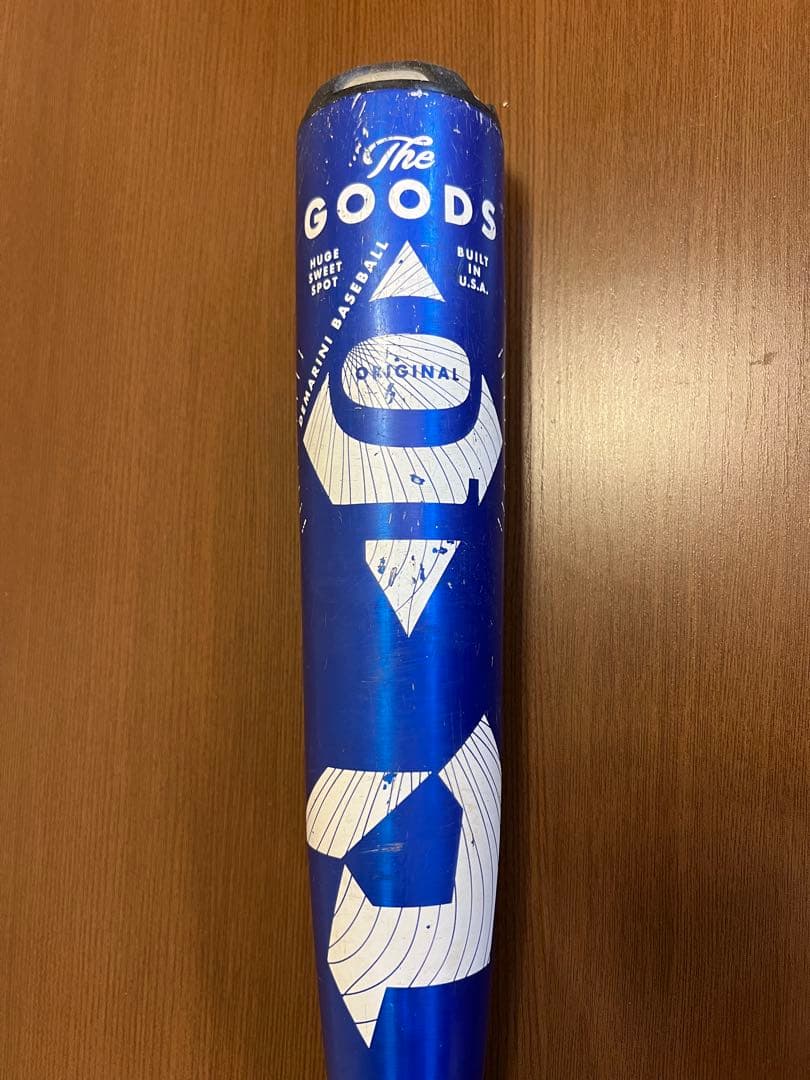 The
GOODS
HUGE
SWEET
SPOT
DEMARINI BASEBALL
BUILT
IN
U.S.A.
ORIGINAL